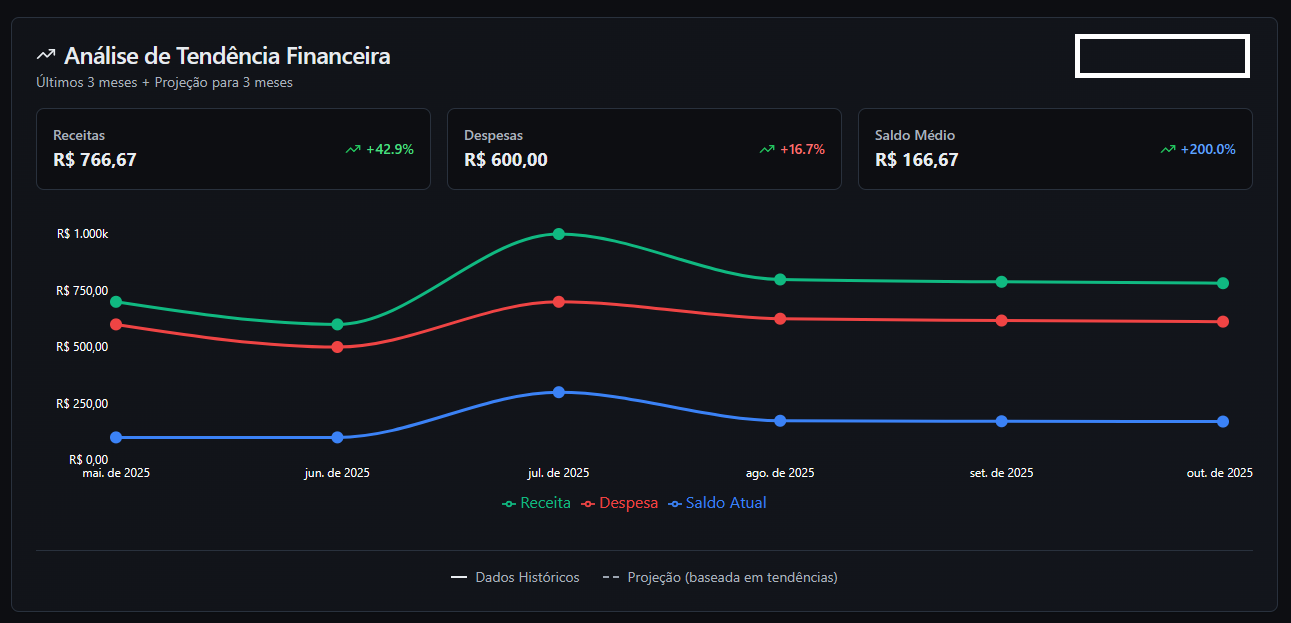 Análise de Tendência Financeira
Últimos 3 meses + Projeção para 3 meses
Receitas
R$ 766,67
+42.9%
Despesas
R$ 600,00
+16.7%
Saldo Médio
R$ 166,67
+200.0%
R$ 1.000k
R$ 750,00
R$ 500,00
R$ 250,00
R$ 0,00
mai. de 2025 jun. de 2025 jul. de 2025 ago. de 2025 set. de 2025 out. de 2025
Receita Despesa Saldo Atual
Dados Históricos Projeção (baseada em tendências)